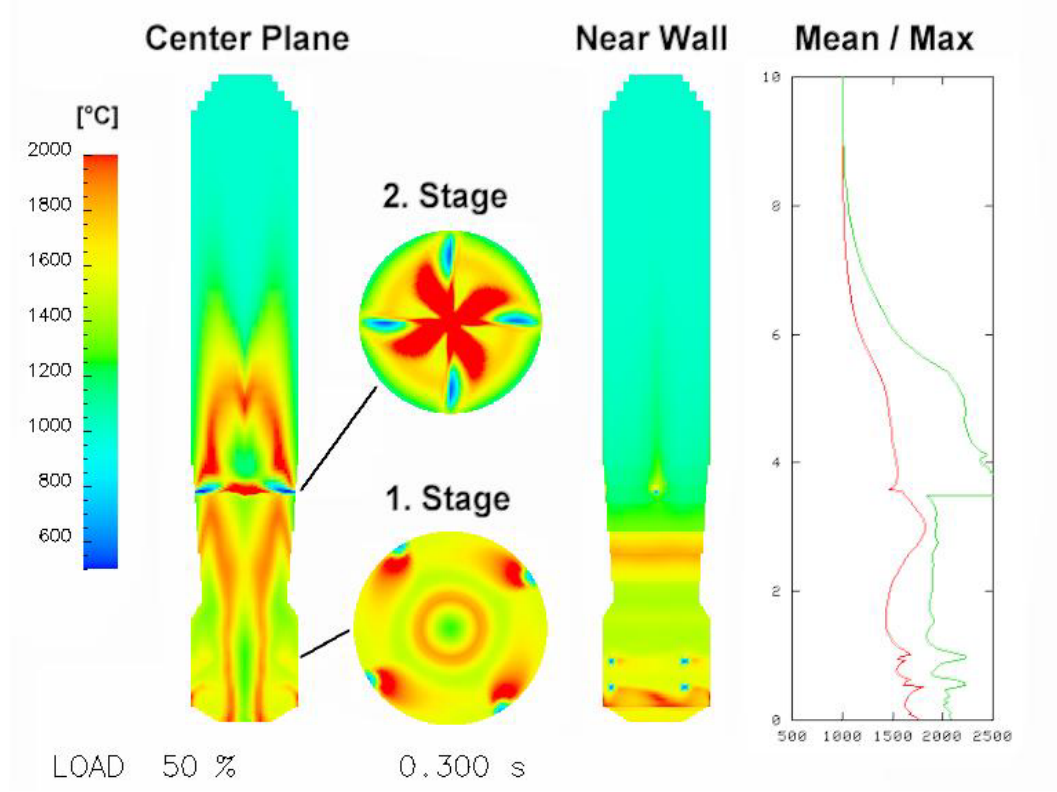 Center Plane
Near Wall
Mean / Max
[°C]
2000
1800
1600
1400
1200
1000
800
600
2. Stage
1. Stage
10
8
6
4
2
0
500 1000 1500 2000 2500
LOAD 50 % 0.300 s